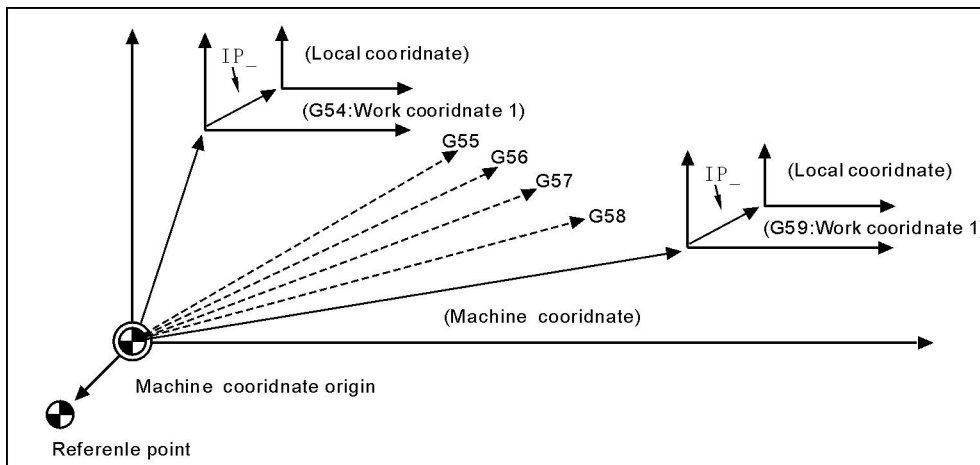 IP_
(Local cooridnate)
(G54:Work cooridnate 1)
G55
G56
G57
G58
IP_
(Local cooridnate)
(G59:Work cooridnate 1)
(Machine cooridnate)
Machine cooridnate origin
Referenle point